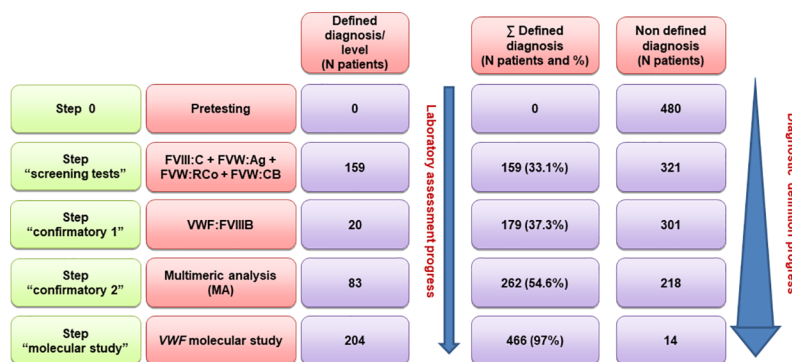 Defined
diagnosis/
level
(N patients)
∑ Defined
diagnosis
(N patients and %)
Non defined
diagnosis
(N patients)
Step 0
Pretesting
0
0
480
Step
“screening tests”
FVIII:C + FVW:Ag +
FVW:RCo + FVW:CB
159
159 (33.1%)
321
Step
“confirmatory 1”
VWF:FVIIIB
20
179 (37.3%)
301
Step
“confirmatory 2”
Multimeric analysis
(MA)
83
262 (54.6%)
218
Step
“molecular study”
VWF molecular study
204
466 (97%)
14
Laboratory assessment progress
Diagnostic definition progress